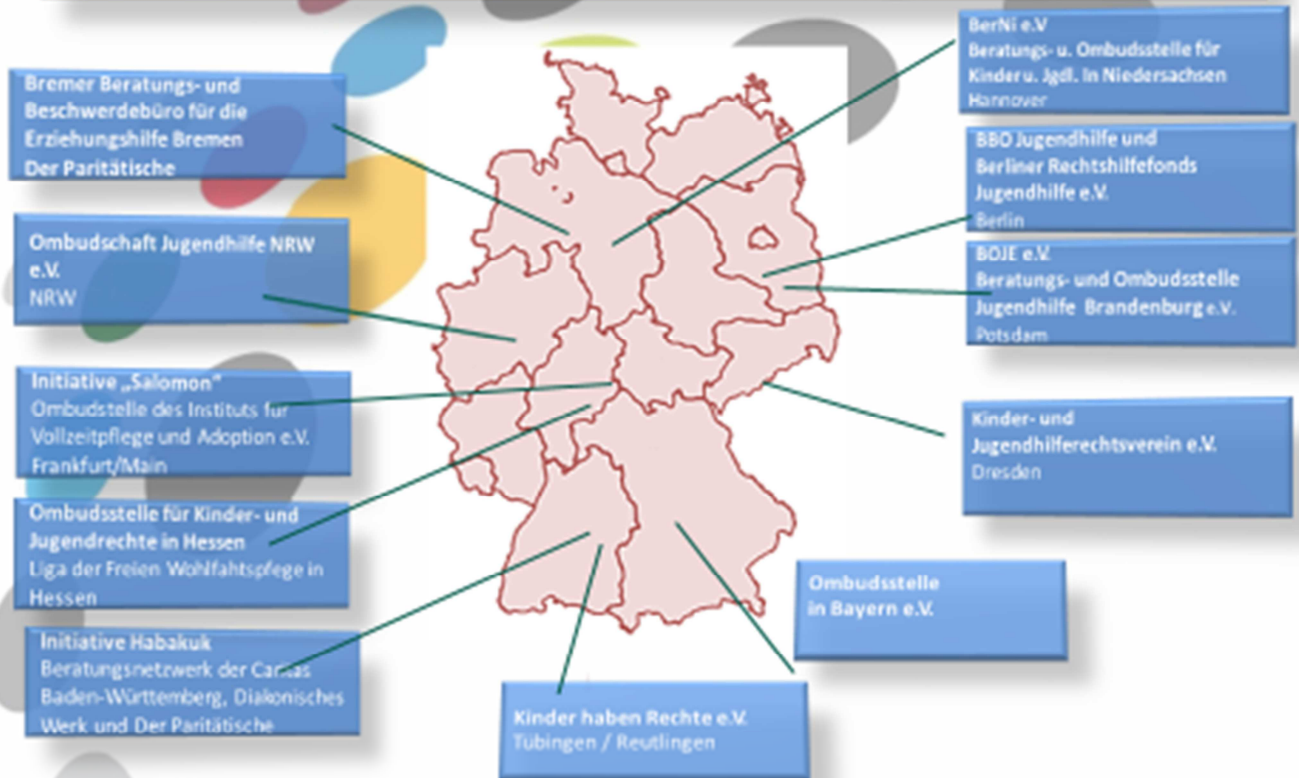 Bremer Beratungs- und
Beschwerdebüro für die
Erziehungshilfe Bremen
Der Paritätische
Ombudschaft Jugendhilfe NRW
e.V.
NRW
Initiative „Salomon"
Ombudstelle des Instituts für
Vollzeitpflege und Adoption e.V.
Frankfurt/Main
Ombudsstelle für Kinder- und
Jugendrechte in Hessen
Liga der Freien Wohlfahtspfege in
Hessen
Initiative Habakuk
Beratungsnetzwerk der Caritas
Baden-Württemberg, Diakonisches
Werk und Der Paritätische
Kinder haben Rechte e.V.
Tübingen / Reutlingen
BerNi e.V
Beratungs- u. Ombudsstelle für
Kinder u. Jgdl. In Niedersachsen
Hannover
BBO Jugendhilfe und
Berliner Rechtshilfefonds
Jugendhilfe e.V.
Berlin
BOJE e.V.
Beratungs- und Ombudsstelle
Jugendhilfe Brandenburg e.V.
Potsdam
Kinder- und
Jugendhilferechtsverein e.V.
Dresden
Ombudsstelle
in Bayern e.V.